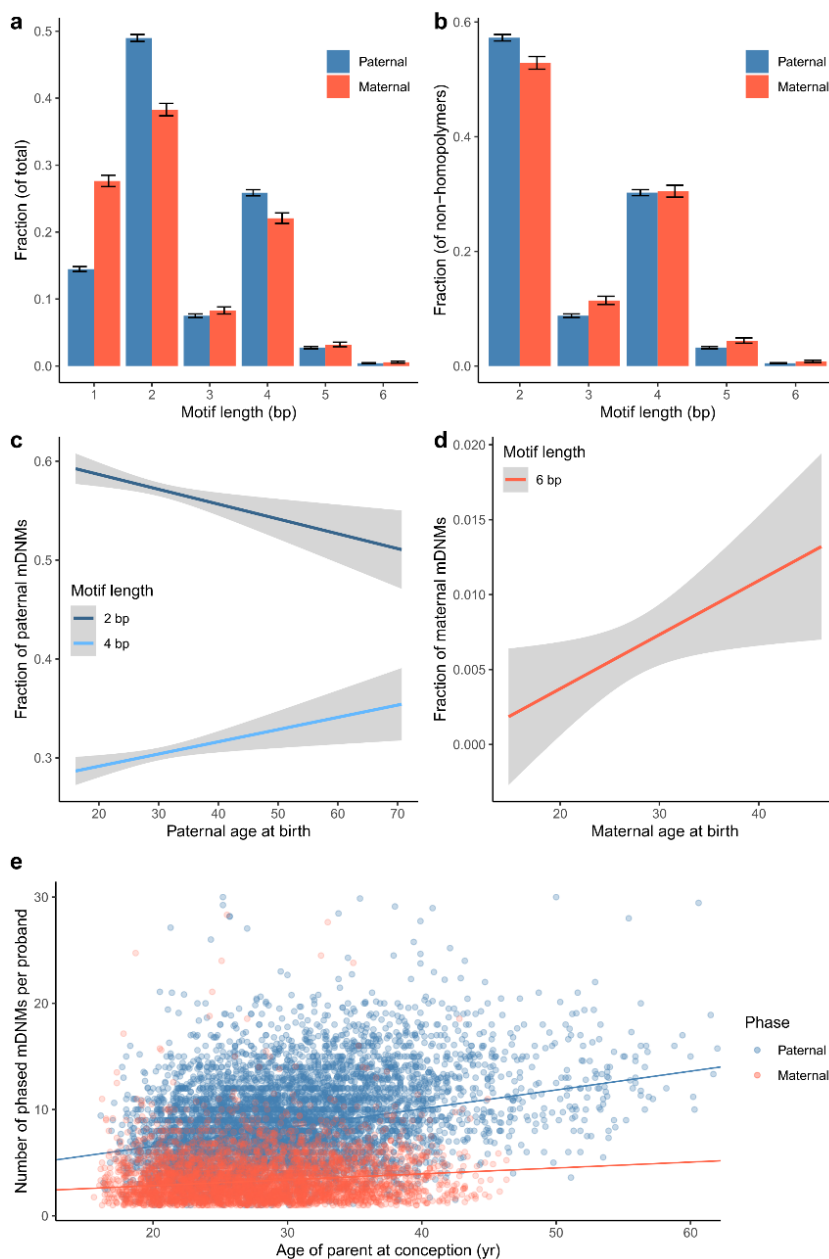 a
Fraction (of total)
0.5
0.4
0.3
0.2
0.1
0.0
Paternal
Maternal
1 2 3 4 5 6
Motif length (bp)
b
Fraction (of non-homopolymers)
0.6
0.4
0.2
0.0
Paternal
Maternal
2 3 4 5 6
Motif length (bp)
c
Fraction of paternal mDNMs
0.6
0.5
0.4
0.3
Motif length
2 bp
4 bp
20 30 40 50 60 70
Paternal age at birth
d
Fraction of maternal mDNMs
0.020
0.015
0.010
0.005
0.000
Motif length
6 bp
20 30 40
Maternal age at birth
e
Number of phased mDNMs per proband
30
20
10
0
Phase
Paternal
Maternal
20 30 40 50 60
Age of parent at conception (yr)